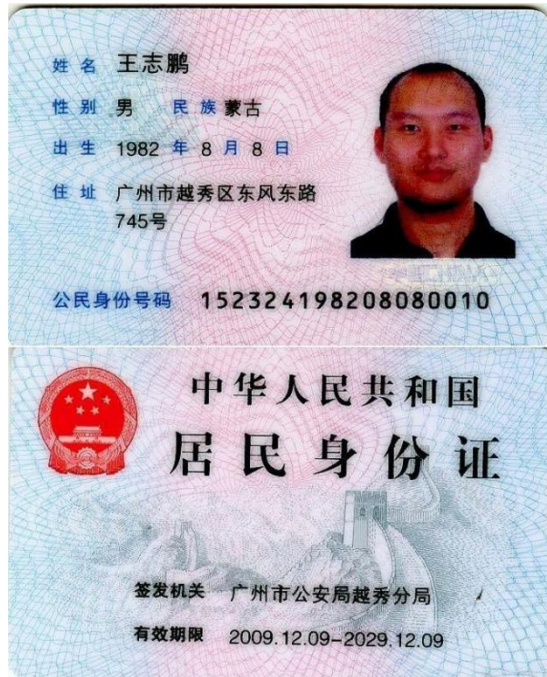 姓名 王志鹏
性别 男 民族 蒙古
出生 1982 年 8 月 8 日
住址 广州市越秀区东风东路
745号
公民身份号码 152324198208080010
中华人民共和国
居民身份证
签发机关 广州市公安局越秀分局
有效期限 2009.12.09-2029.12.09